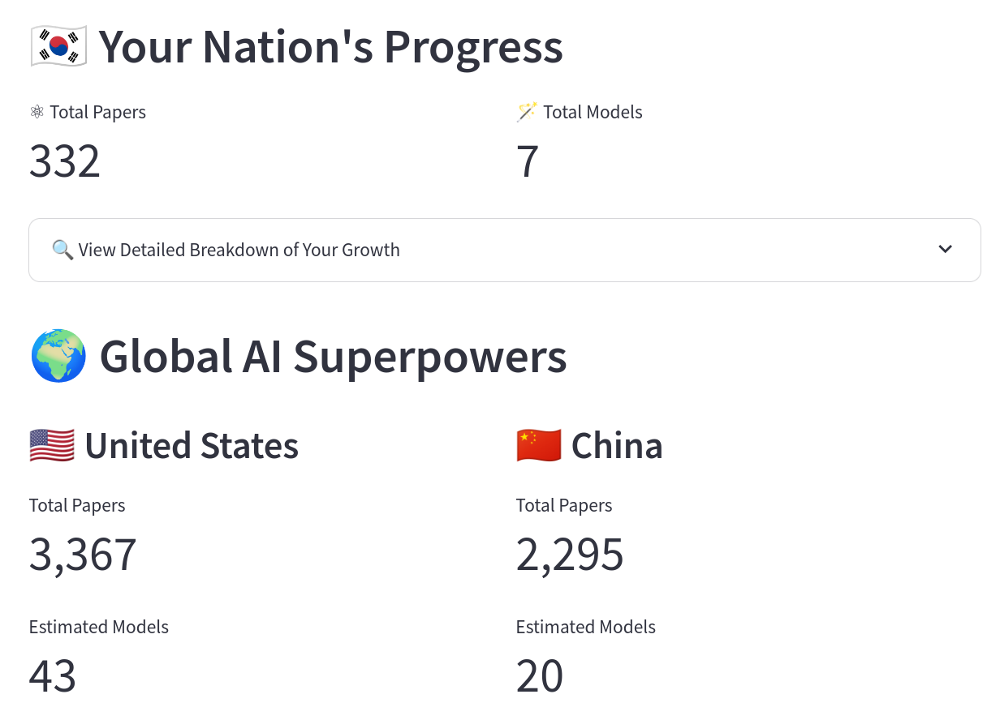 Your Nation's Progress
⚛ Total Papers
332
🪄 Total Models
7
🔍 View Detailed Breakdown of Your Growth
Global AI Superpowers
United States
Total Papers
3,367
Estimated Models
43
China
Total Papers
2,295
Estimated Models
20